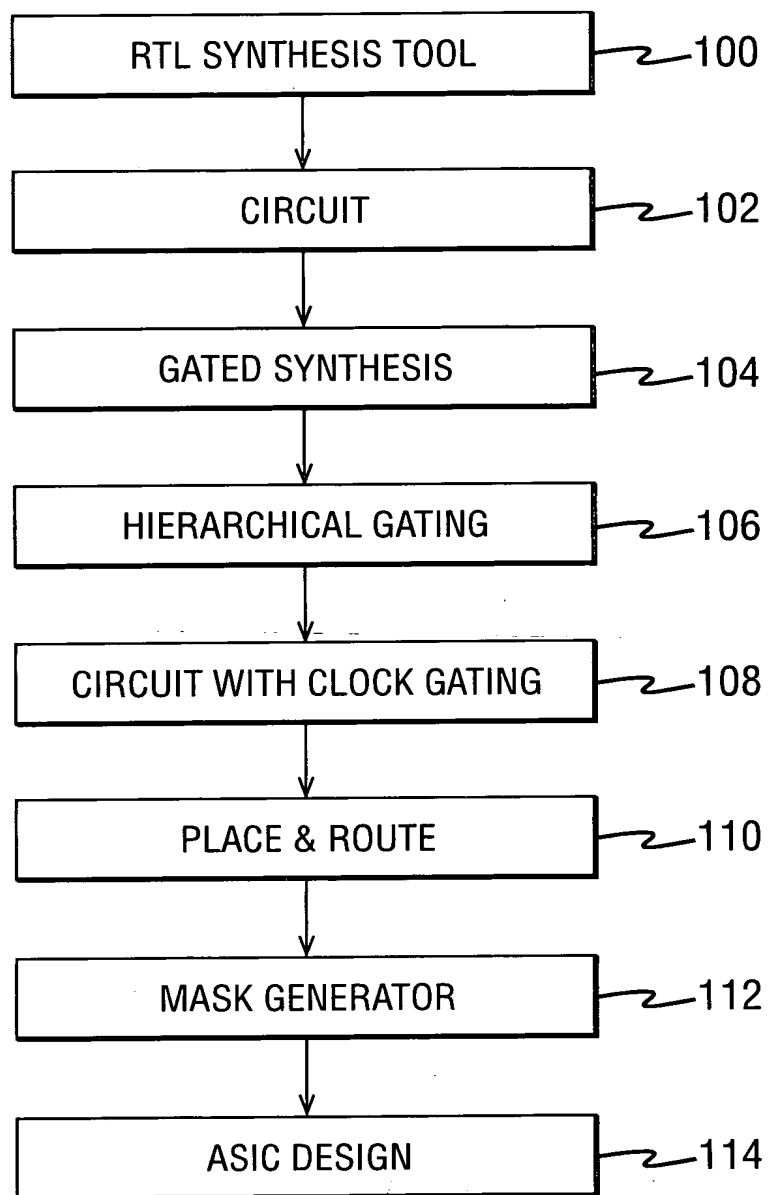 RTL SYNTHESIS TOOL 100
CIRCUIT 102
GATED SYNTHESIS 104
HIERARCHICAL GATING 106
CIRCUIT WITH CLOCK GATING 108
PLACE & ROUTE 110
MASK GENERATOR 112
ASIC DESIGN 114